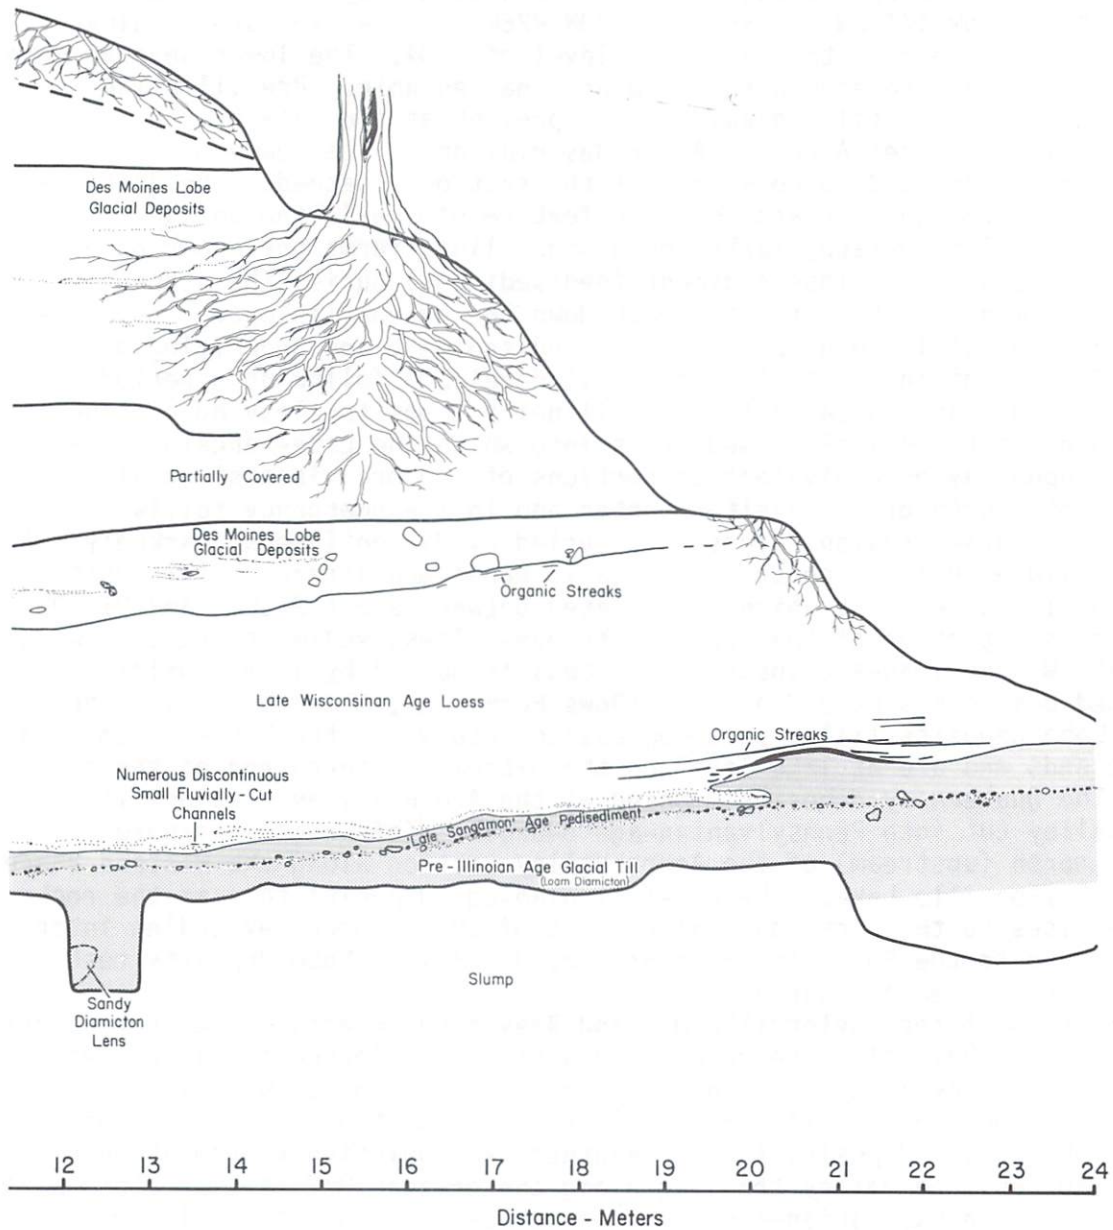 Des Moines Lobe
Glacial Deposits
Partially Covered
Des Moines Lobe
Glacial Deposits
Organic Streaks
Late Wisconsinan Age Loess
Organic Streaks
Numerous Discontinuous
Small Fluvially-Cut
Channels
'Late Sangamon' Age Pedisediment
Pre-Illinoian Age Glacial Till
(Loam Diamicton)
Slump
Sandy
Diamicton
Lens
12 13 14 15 16 17 18 19 20 21 22 23 24
Distance - Meters